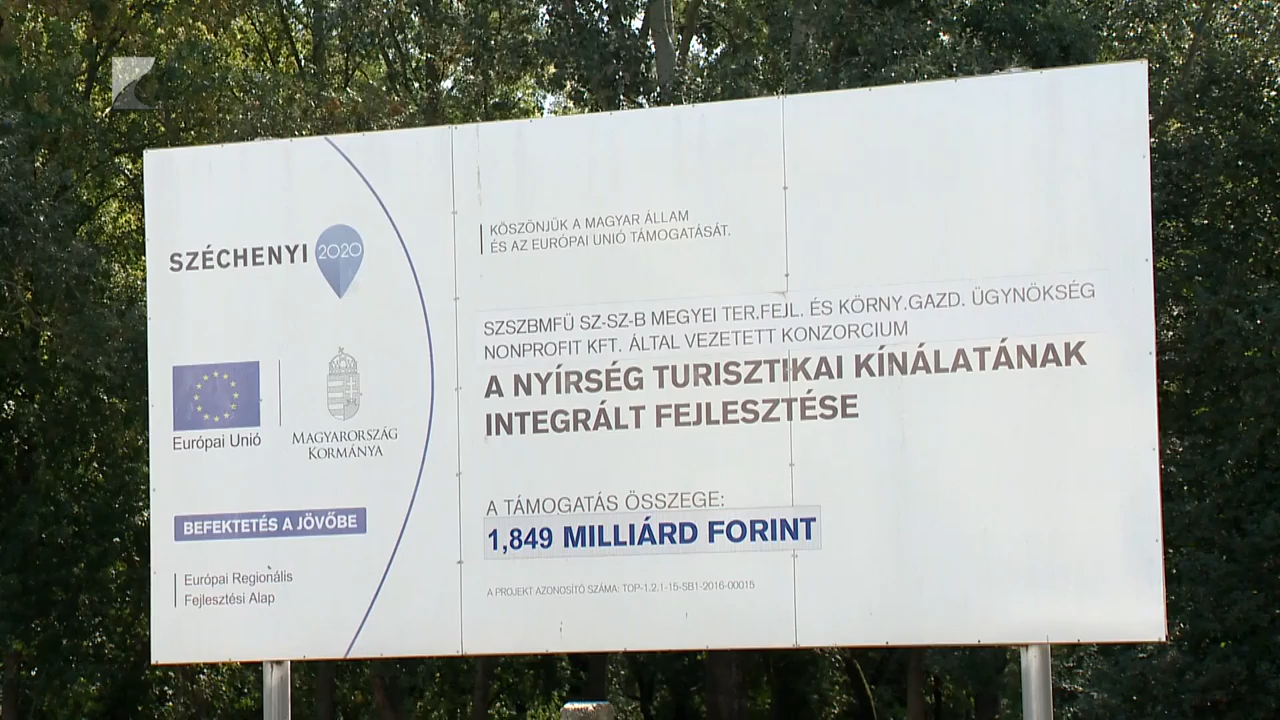 SZÉCHENYI 2020
Európai Unió
MAGYARORSZÁG
KORMÁNYA
BEFEKTETÉS A JÖVŐBE
Európai Regionális
Fejlesztési Alap
KÖSZÖNJÜK A MAGYAR ÁLLAM
ÉS AZ EURÓPAI UNIÓ TÁMOGATÁSÁT.
SZSZBMFÜ SZ-SZ-B MEGYEI TER.FEJL. ÉS KÖRNY.GAZD. ÜGYNÖKSÉG
NONPROFIT KFT. ÁLTAL VEZETETT KONZORCIUM
A NYÍRSÉG TURISZTIKAI KÍNÁLATÁNAK
INTEGRÁLT FEJLESZTÉSE
A TÁMOGATÁS ÖSSZEGE:
1,849 MILLIÁRD FORINT
A PROJEKT AZONOSÍTÓ SZÁMA: TOP-1.2.1-15-SB1-2016-00015